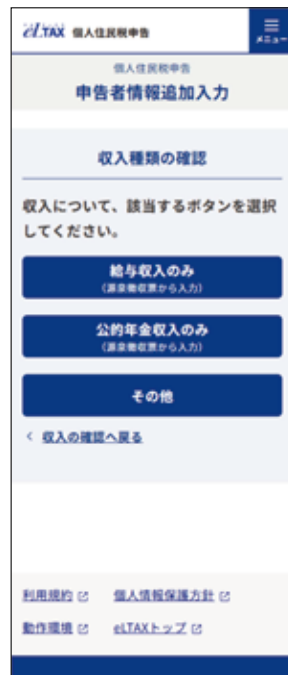 eLTAX 個人住民税申告
メニュー
個人住民税申告
申告者情報追加入力
収入種類の確認
収入について、該当するボタンを選択
してください。
給与収入のみ
（源泉徴収票から入力）
公的年金収入のみ
（源泉徴収票から入力）
その他
< 収入の確認へ戻る
利用規約 個人情報保護方針
動作環境 eLTAXトップ